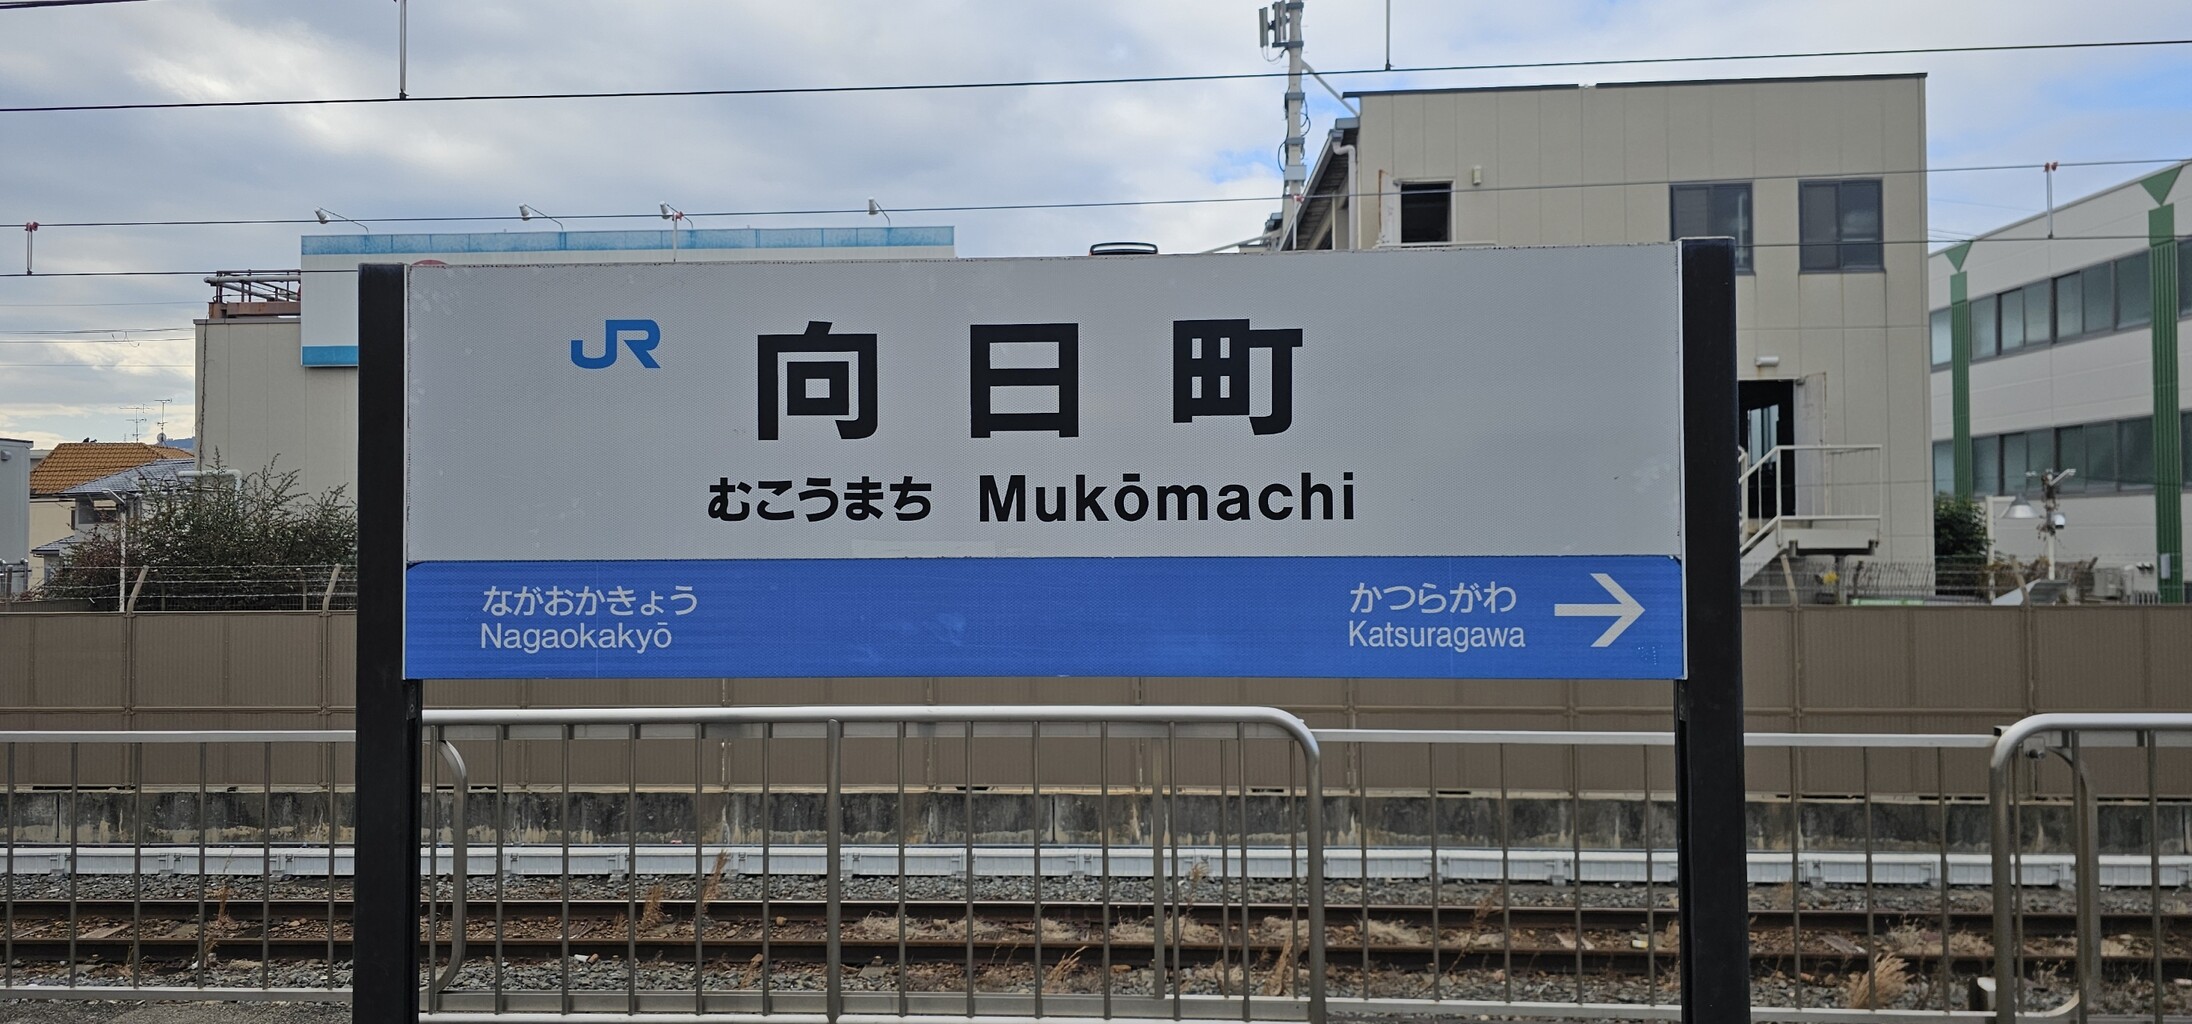 JR 向日町
むこうまち Mukōmachi
ながおかきょう
Nagaokakyō
かつらがわ →
Katsuragawa